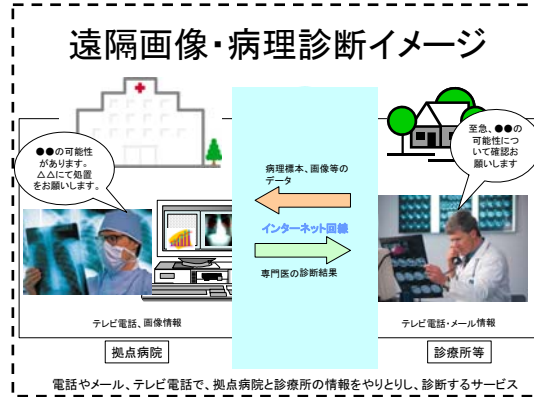 遠隔画像・病理診断イメージ
●●の可能性
があります。
△△にて処置
をお願いします。
至急、●●の
可能性につ
いて確認お
願いします
病理標本、画像等の
データ
インターネット回線
専門医の診断結果
テレビ電話、画像情報
テレビ電話・メール情報
拠点病院
診療所等
電話やメール、テレビ電話で、拠点病院と診療所の情報をやりとりし、診断するサービス